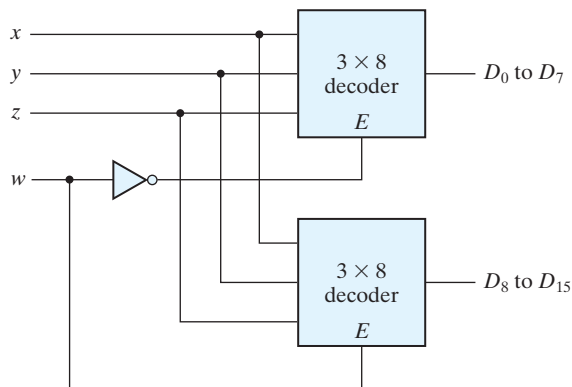 x
y
z
w
3 × 8
decoder
E
D₀ to D₇
3 × 8
decoder
E
D₈ to D₁₅